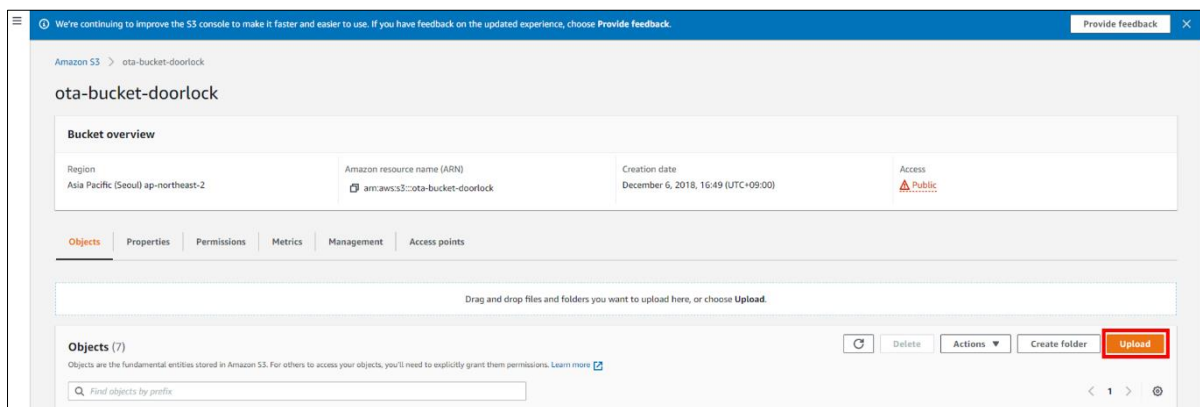 We're continuing to improve the S3 console to make it faster and easier to use. If you have feedback on the updated experience, choose Provide feedback.
Provide feedback
Amazon S3 > ota-bucket-doorlock
ota-bucket-doorlock
Bucket overview
Region
Amazon resource name (ARN)
Creation date
Access
Asia Pacific (Seoul) ap-northeast-2
arn:aws:s3:::ota-bucket-doorlock
December 6, 2018, 16:49 (UTC+09:00)
Public
Objects
Properties
Permissions
Metrics
Management
Access points
Drag and drop files and folders you want to upload here, or choose Upload.
Objects (7)
Delete
Actions
Create folder
Upload
Objects are the fundamental entities stored in Amazon S3. For others to access your objects, you'll need to explicitly grant them permissions. Learn more
Find objects by prefix
< 1 >